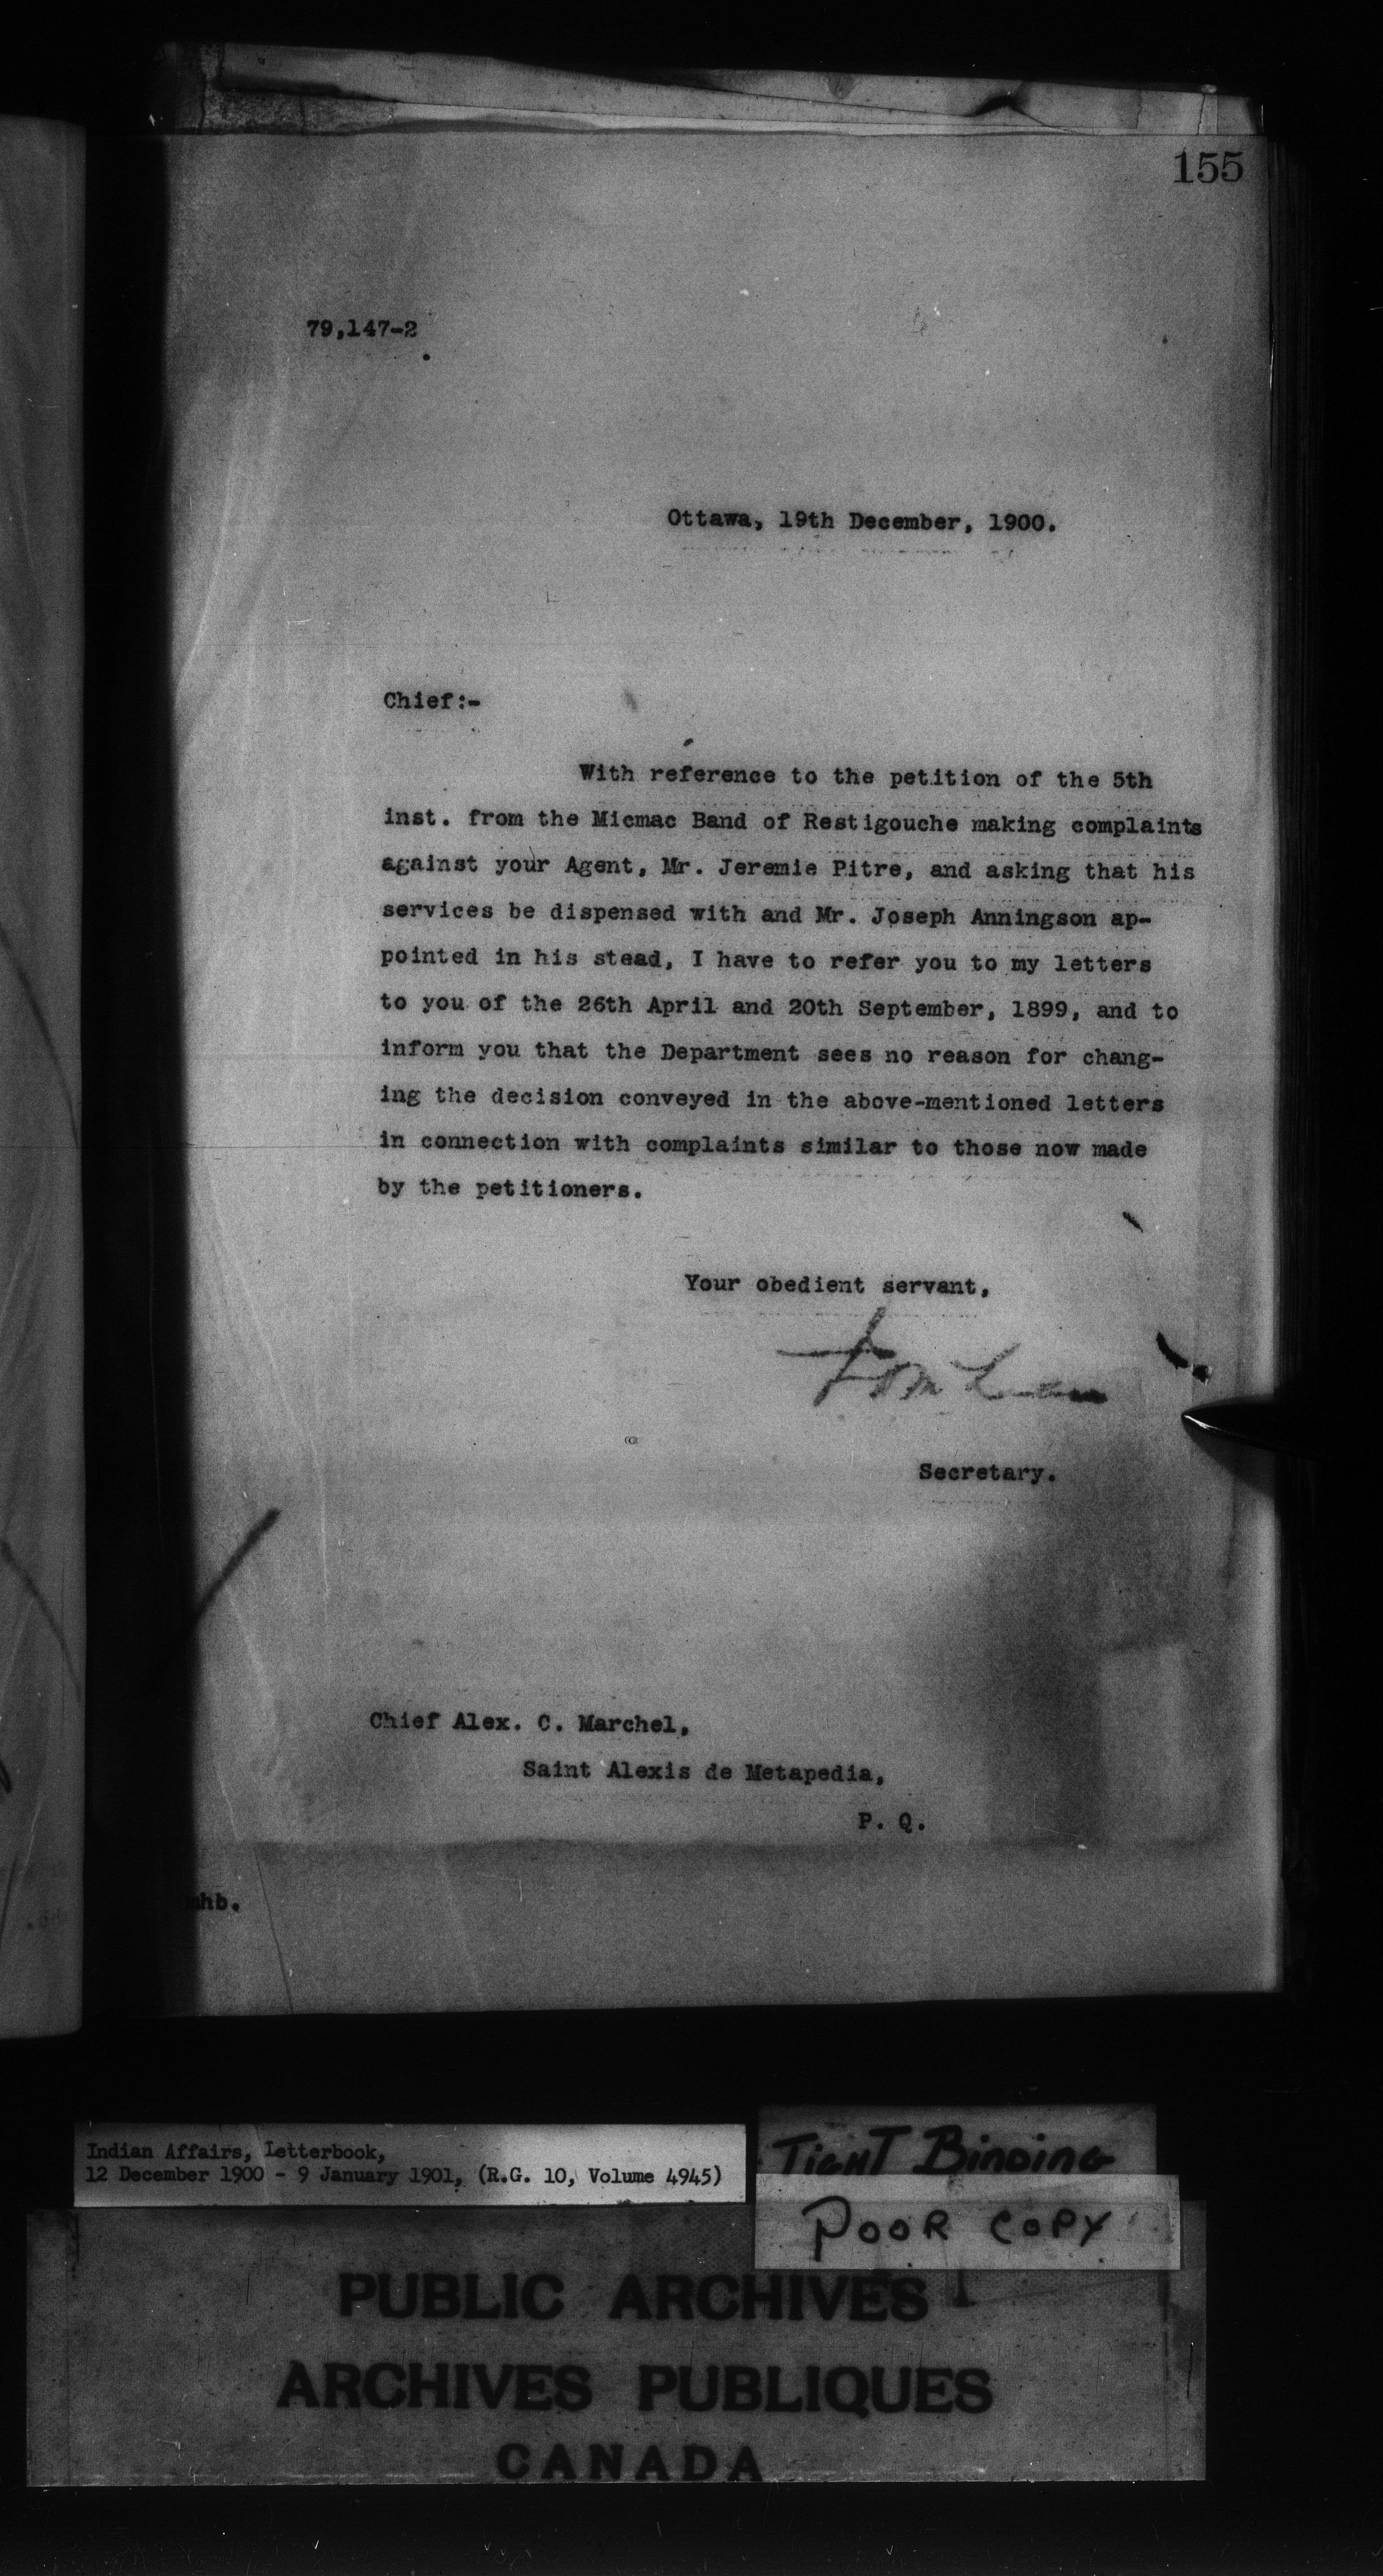 155
79,147-2
Ottawa, 19th December, 1900.
Chief:-
With reference to the petition of the 5th
inst. from the Micmac Band of Restigouche making complaints
against your Agent, Mr. Jeremie Pitre, and asking that his
services be dispensed with and Mr. Joseph Anningson ap-
pointed in his stead, I have to refer you to my letters
to you of the 26th April and 20th September, 1899, and to
inform you that the Department sees no reason for chang-
ing the decision conveyed in the above-mentioned letters
in connection with complaints similar to those now made
by the petitioners.
Your obedient servant,
Secretary.
Chief Alex. C. Marchel,
Saint Alexis de Metapedia,
P. Q.
mhb.
Indian Affairs, Letterbook,
12 December 1900 - 9 January 1901, (R.G. 10, Volume 4945)
TIGHT BINDING
POOR COPY
PUBLIC ARCHIVES
ARCHIVES PUBLIQUES
CANADA